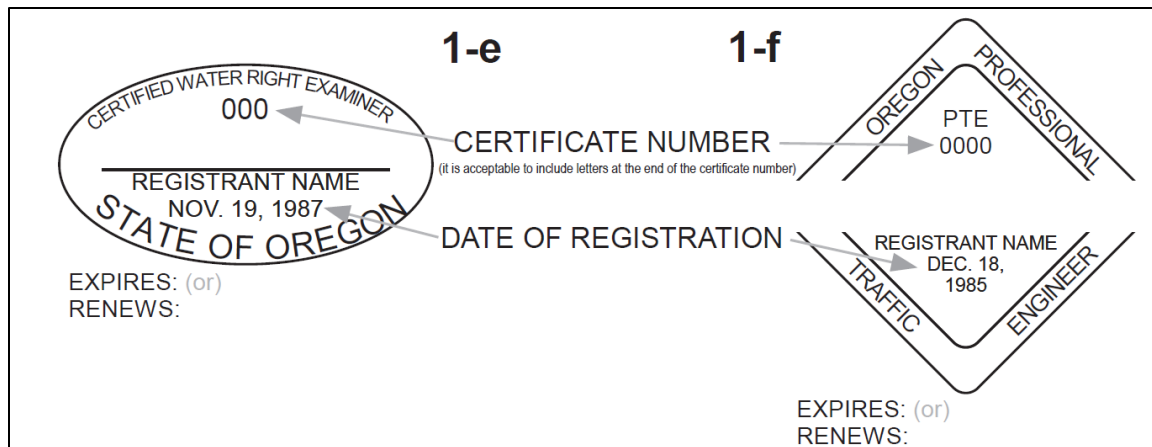 1-e
1-f
CERTIFIED WATER RIGHT EXAMINER
000
REGISTRANT NAME
NOV. 19, 1987
STATE OF OREGON
EXPIRES: (or)
RENEWS:
CERTIFICATE NUMBER
(it is acceptable to include letters at the end of the certificate number)
DATE OF REGISTRATION
OREGON
PROFESSIONAL
PTE
0000
REGISTRANT NAME
DEC. 18,
1985
TRAFFIC
ENGINEER
EXPIRES: (or)
RENEWS: